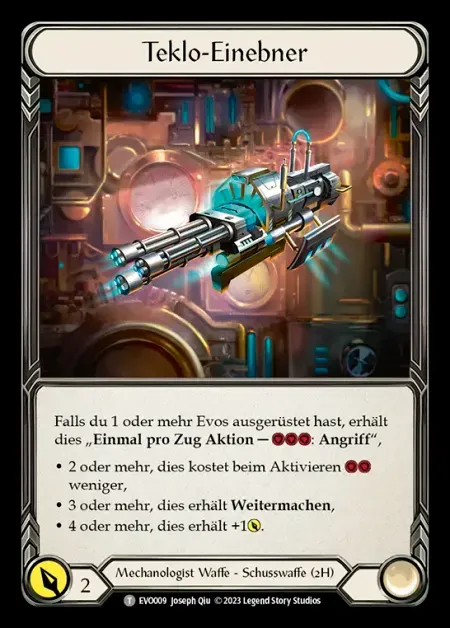 Teklo-Einebner
Falls du 1 oder mehr Evos ausgerüstet hast, erhält
dies „Einmal pro Zug Aktion — : Angriff“,
• 2 oder mehr, dies kostet beim Aktivieren
weniger,
• 3 oder mehr, dies erhält Weitermachen,
• 4 oder mehr, dies erhält +1.
2
Mechanologist Waffe - Schusswaffe (2H)
T EVO009 Joseph Qiu © 2023 Legend Story Studios